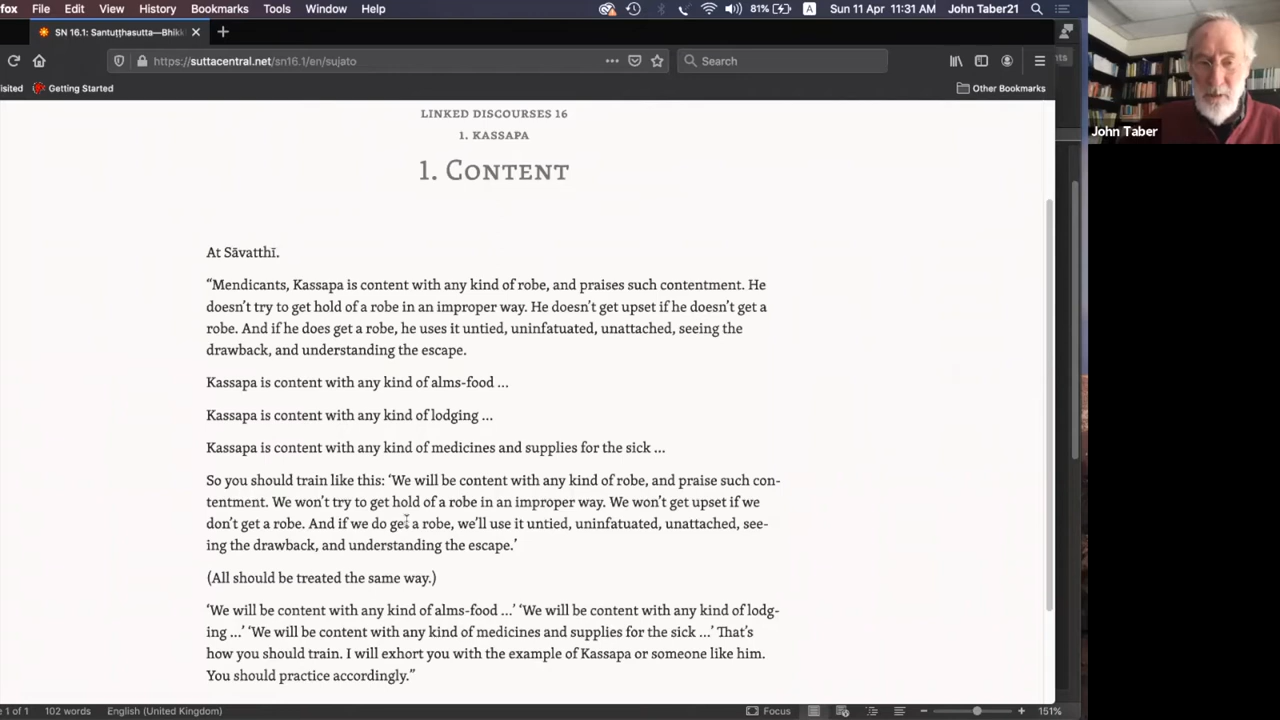 fox File Edit View History Bookmarks Tools Window Help 81% A Sun 11 Apr 11:31 AM John Taber21
SN 16.1: Santuṭṭhasutta—Bhikk
https://suttacentral.net/sn16.1/en/sujato Search
isited Getting Started Other Bookmarks
nts
John Taber
LINKED DISCOURSES 16
1. KASSAPA
1. CONTENT
At Sāvatthī.
“Mendicants, Kassapa is content with any kind of robe, and praises such contentment. He
doesn’t try to get hold of a robe in an improper way. He doesn’t get upset if he doesn’t get a
robe. And if he does get a robe, he uses it untied, uninfatuated, unattached, seeing the
drawback, and understanding the escape.
Kassapa is content with any kind of alms-food …
Kassapa is content with any kind of lodging …
Kassapa is content with any kind of medicines and supplies for the sick …
So you should train like this: ‘We will be content with any kind of robe, and praise such con-
tentment. We won’t try to get hold of a robe in an improper way. We won’t get upset if we
don’t get a robe. And if we do get a robe, we’ll use it untied, uninfatuated, unattached, see-
ing the drawback, and understanding the escape.’
(All should be treated the same way.)
‘We will be content with any kind of alms-food …’ ‘We will be content with any kind of lodg-
ing …’ ‘We will be content with any kind of medicines and supplies for the sick …’ That’s
how you should train. I will exhort you with the example of Kassapa or someone like him.
You should practice accordingly.”
e 1 of 1 102 words English (United Kingdom) Focus 151%